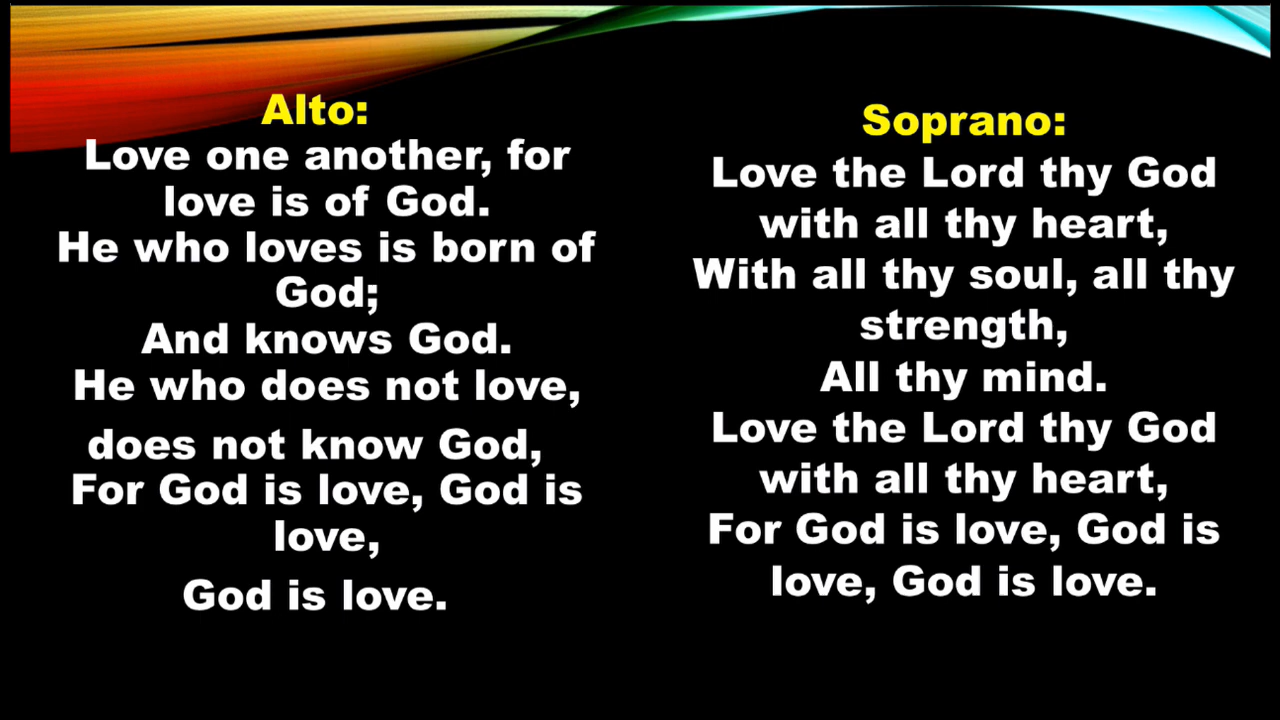 Alto:
Love one another, for
love is of God.
He who loves is born of
God;
And knows God.
He who does not love,
does not know God,
For God is love, God is
love,
God is love.
Soprano:
Love the Lord thy God
with all thy heart,
With all thy soul, all thy
strength,
All thy mind.
Love the Lord thy God
with all thy heart,
For God is love, God is
love, God is love.